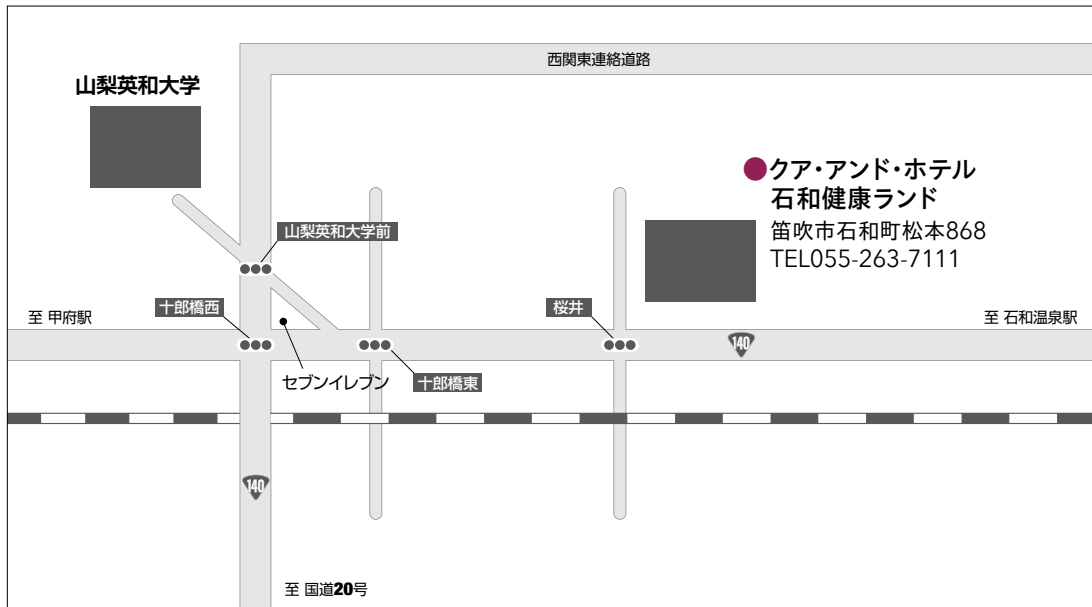 西関東連絡道路
山梨英和大学
クア・アンド・ホテル
石和健康ランド
笛吹市石和町松本868
TEL055-263-7111
山梨英和大学前
十郎橋西
桜井
至 甲府駅
至 石和温泉駅
140
セブンイレブン
十郎橋東
140
至 国道20号